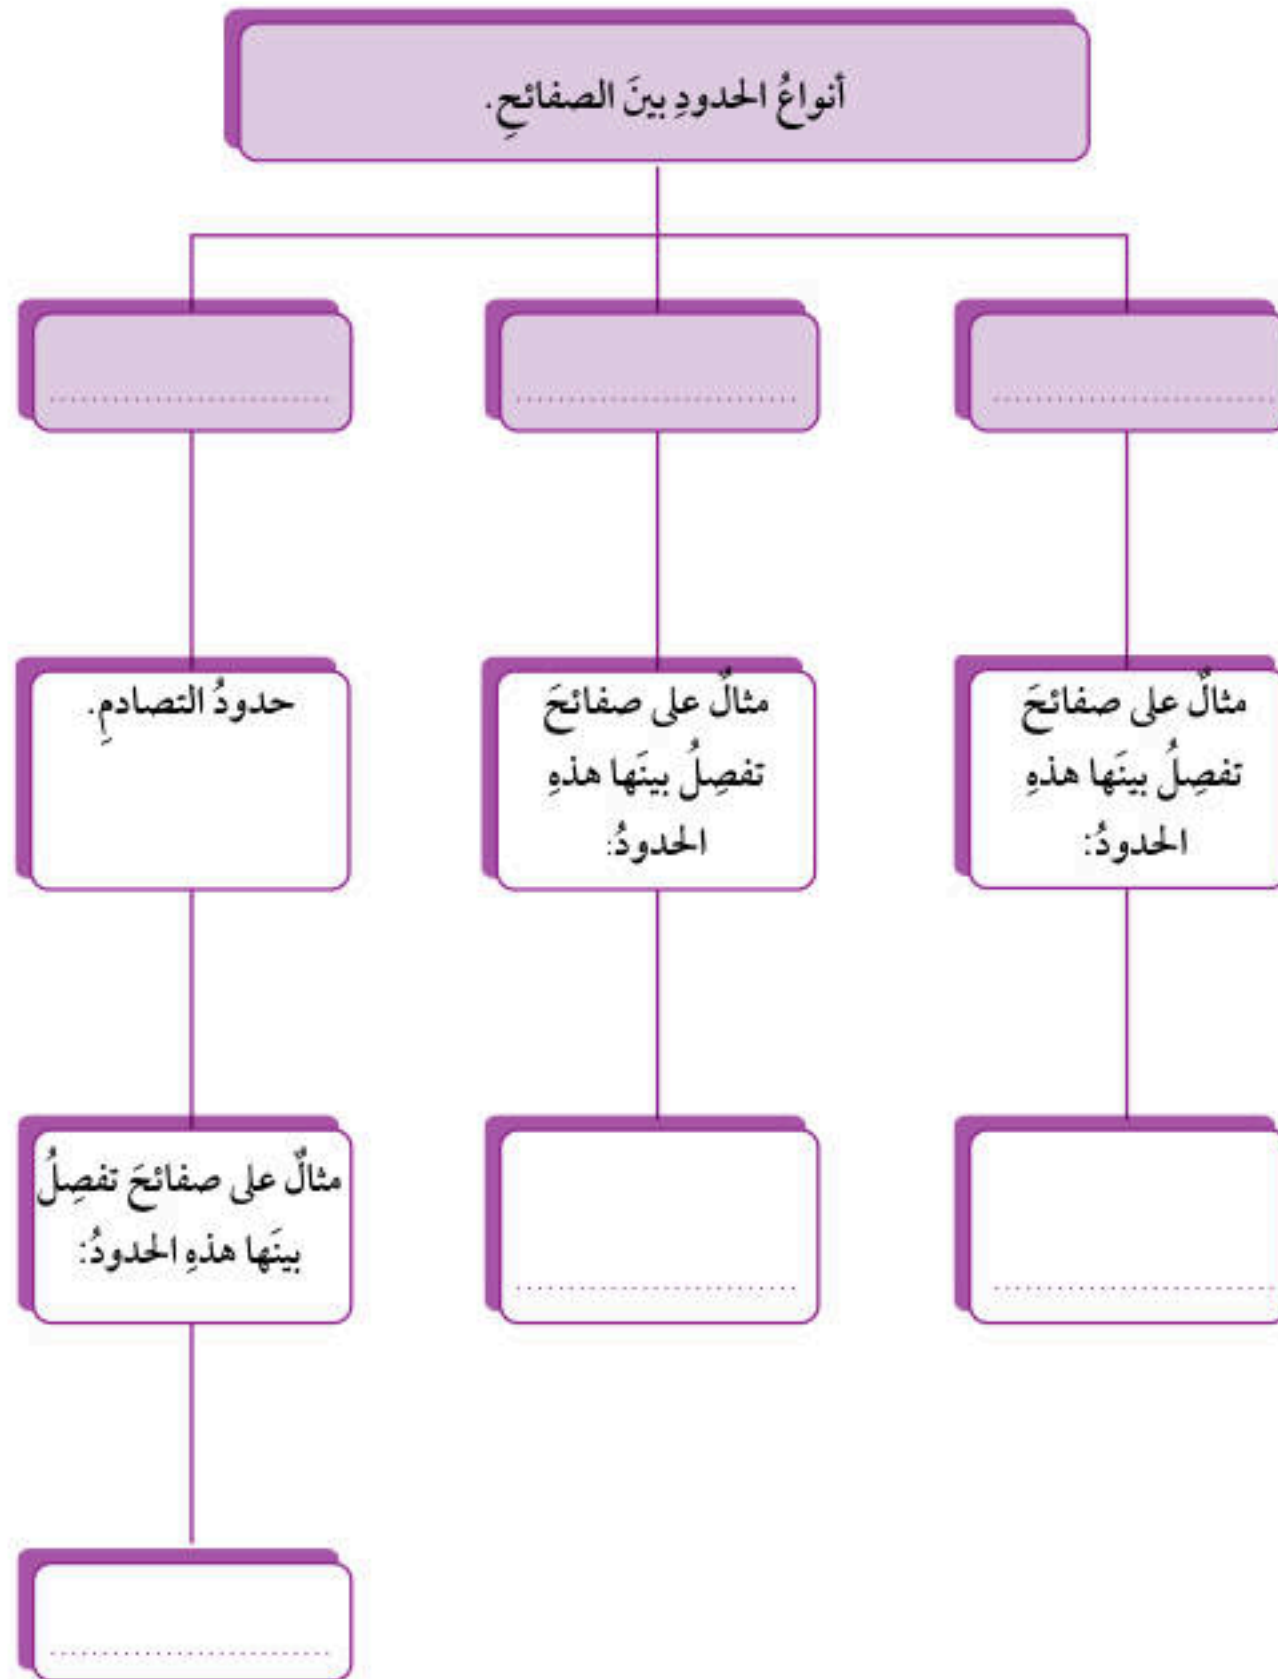 أنواعُ الحدودِ بينَ الصفائحِ.
مثالٌ على صفائحَ
تفصِلُ بينَها هذهِ
الحدودُ:
مثالٌ على صفائحَ
تفصِلُ بينَها هذهِ
الحدودُ:
حدودُ التصادمِ.
مثالٌ على صفائحَ تفصِلُ
بينَها هذهِ الحدودُ: